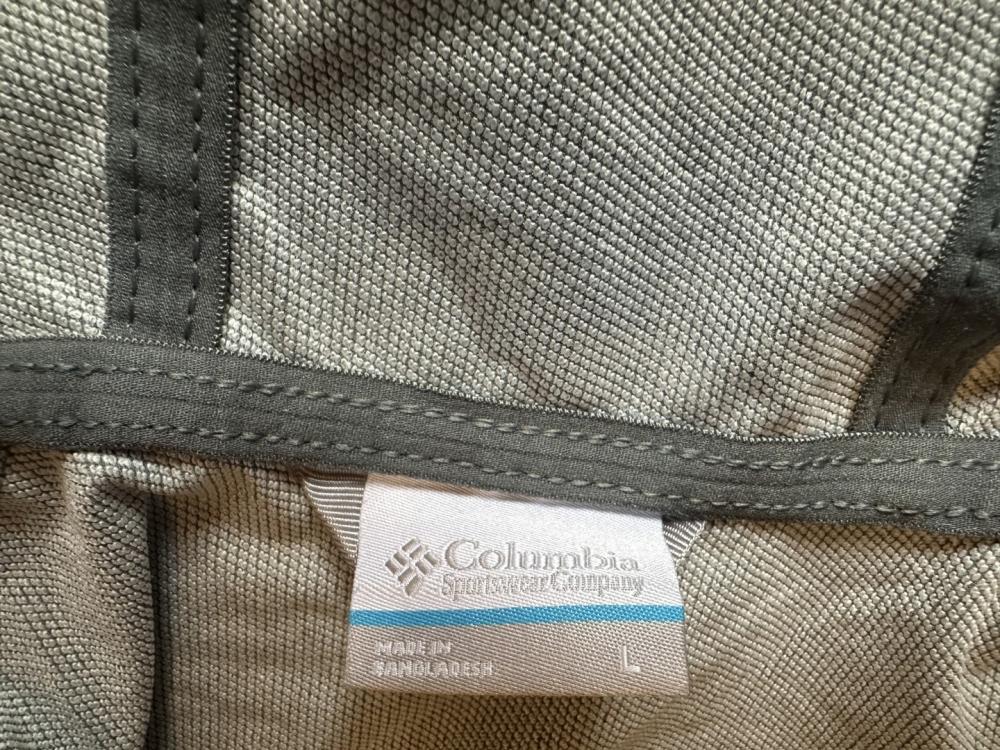 Columbia
Sportswear Company
MADE IN
BANGLADESH
L